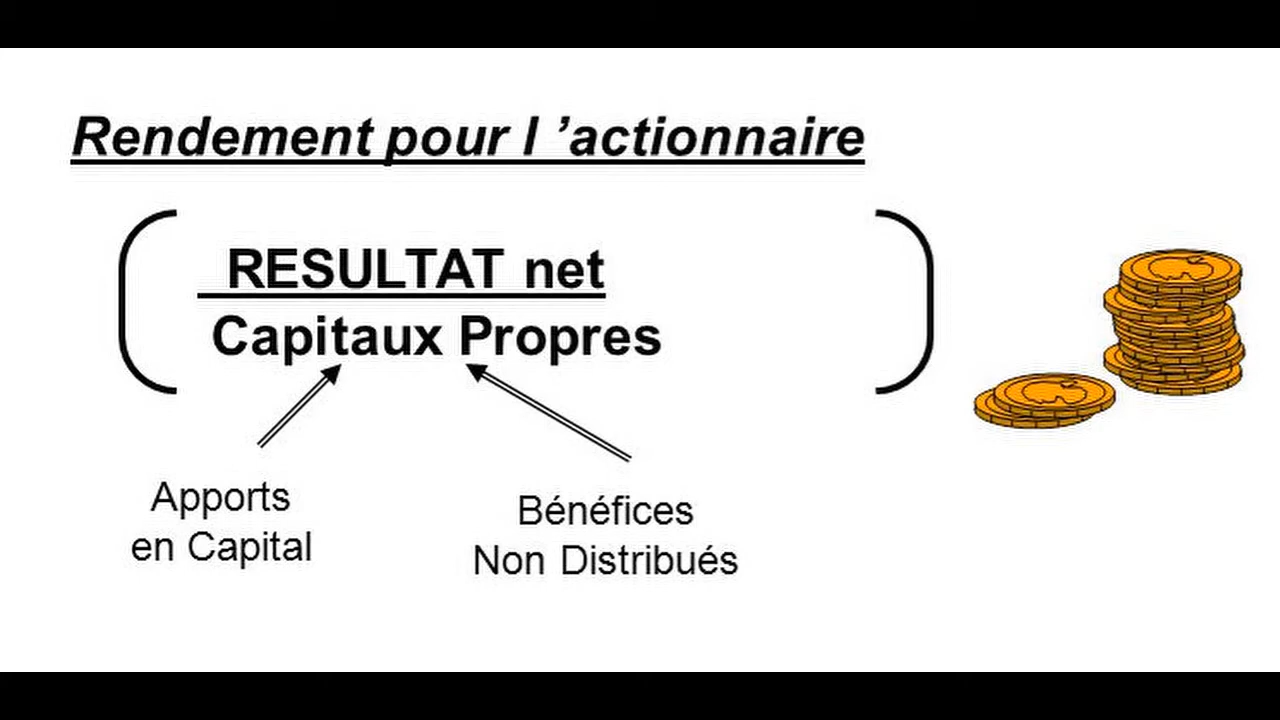 Rendement pour l ’actionnaire
RESULTAT net
Capitaux Propres
Apports
en Capital
Bénéfices
Non Distribués